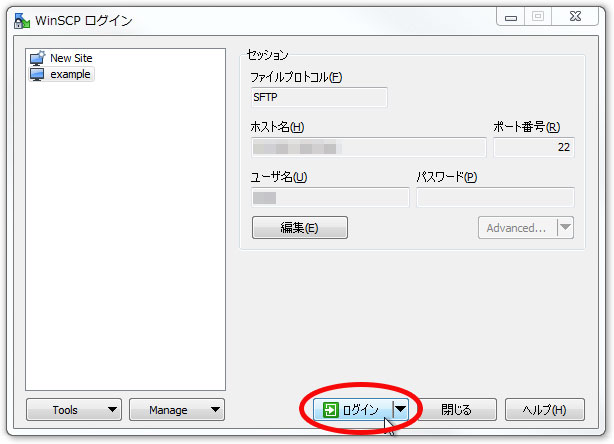 WinSCP ログイン
New Site
example
セッション
ファイルプロトコル(F)
SFTP
ホスト名(H) ポート番号(R)
22
ユーザ名(U) パスワード(P)
編集(E) Advanced...
Tools Manage ログイン 閉じる ヘルプ(H)